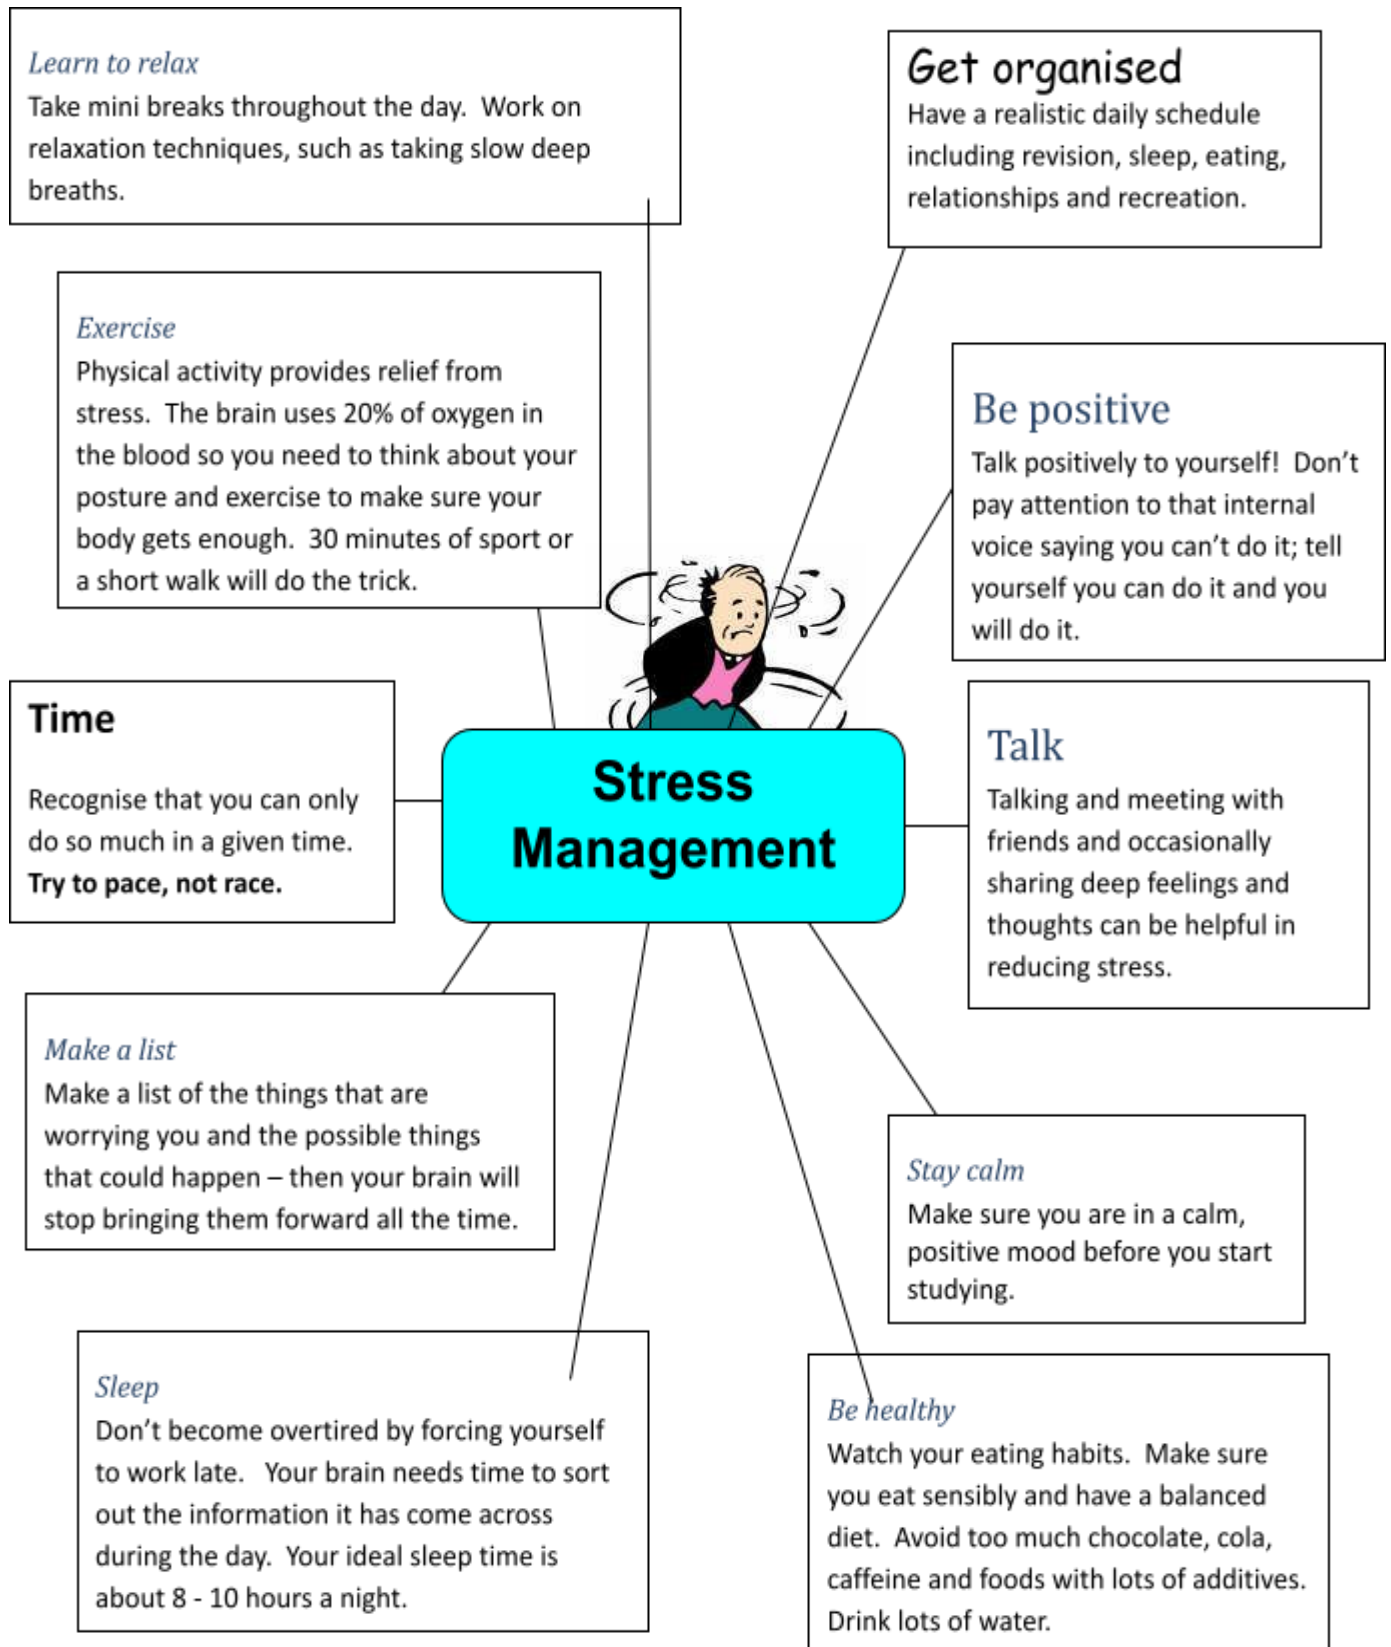 Learn to relax
Take mini breaks throughout the day.  Work on
relaxation techniques, such as taking slow deep
breaths.
Get organised
Have a realistic daily schedule
including revision, sleep, eating,
relationships and recreation.
Exercise
Physical activity provides relief from
stress.  The brain uses 20% of oxygen in
the blood so you need to think about your
posture and exercise to make sure your
body gets enough.  30 minutes of sport or
a short walk will do the trick.
Be positive
Talk positively to yourself!  Don’t
pay attention to that internal
voice saying you can’t do it; tell
yourself you can do it and you
will do it.
Time
Recognise that you can only
do so much in a given time.
Try to pace, not race.
Stress
Management
Talk
Talking and meeting with
friends and occasionally
sharing deep feelings and
thoughts can be helpful in
reducing stress.
Make a list
Make a list of the things that are
worrying you and the possible things
that could happen – then your brain will
stop bringing them forward all the time.
Stay calm
Make sure you are in a calm,
positive mood before you start
studying.
Sleep
Don’t become overtired by forcing yourself
to work late.   Your brain needs time to sort
out the information it has come across
during the day.  Your ideal sleep time is
about 8 - 10 hours a night.
Be healthy
Watch your eating habits.  Make sure
you eat sensibly and have a balanced
diet.  Avoid too much chocolate, cola,
caffeine and foods with lots of additives.
Drink lots of water.